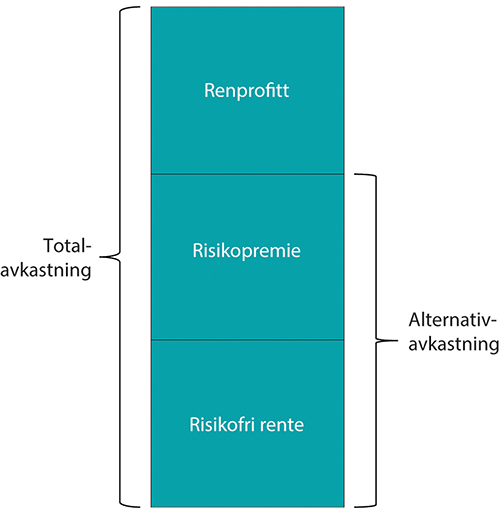 Renprofitt
Risikopremie
Risikofri rente
Total-
avkastning
Alternativ-
avkastning